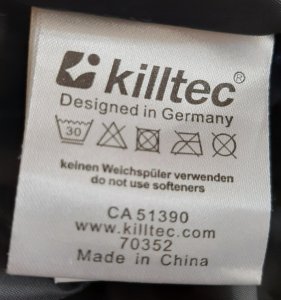 killtec®
Designed in Germany
30
keinen Weichspüler verwenden
do not use softeners
CA 51390
www.killtec.com
70352
Made in China